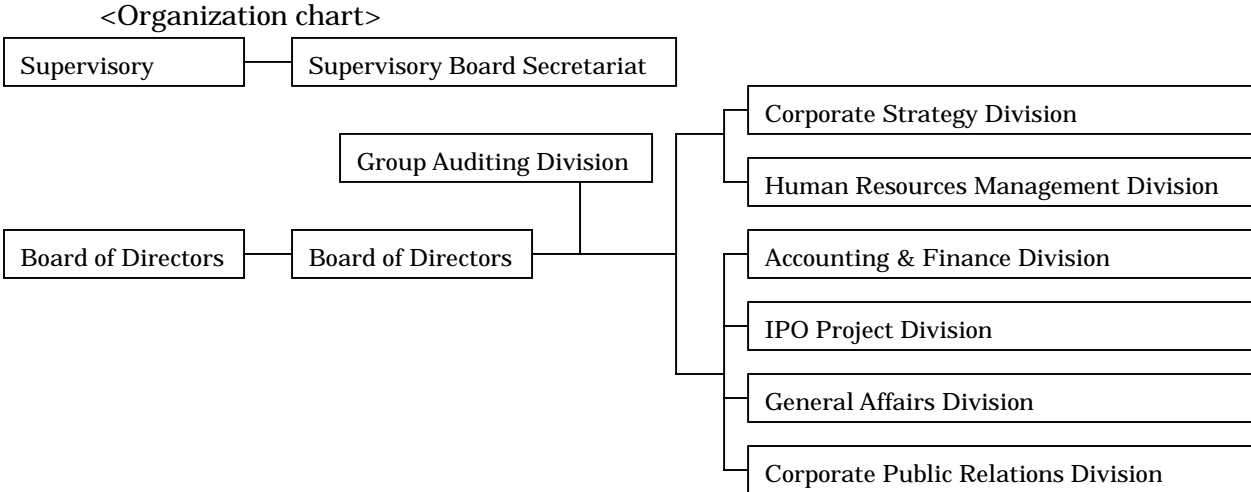 <Organization chart>
Supervisory
Supervisory Board Secretariat
Corporate Strategy Division
Group Auditing Division
Human Resources Management Division
Board of Directors
Board of Directors
Accounting & Finance Division
IPO Project Division
General Affairs Division
Corporate Public Relations Division